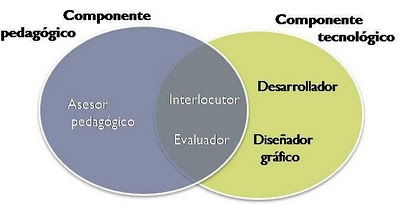 Componente
pedagógico
Componente
tecnológico
Asesor
pedagógico
Interlocutor
Evaluador
Desarrollador
Diseñador
gráfico